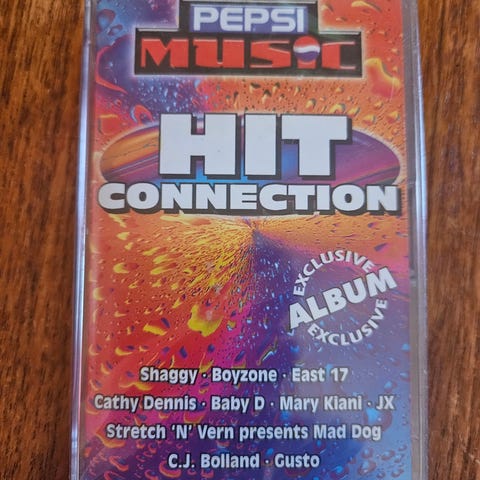 PEPSI
MUSIC
HIT
CONNECTION
EXCLUSIVE
ALBUM
EXCLUSIVE
Shaggy · Boyzone · East 17
Cathy Dennis · Baby D · Mary Kiani · JX
Stretch 'N' Vern presents Mad Dog
C.J. Bolland · Gusto